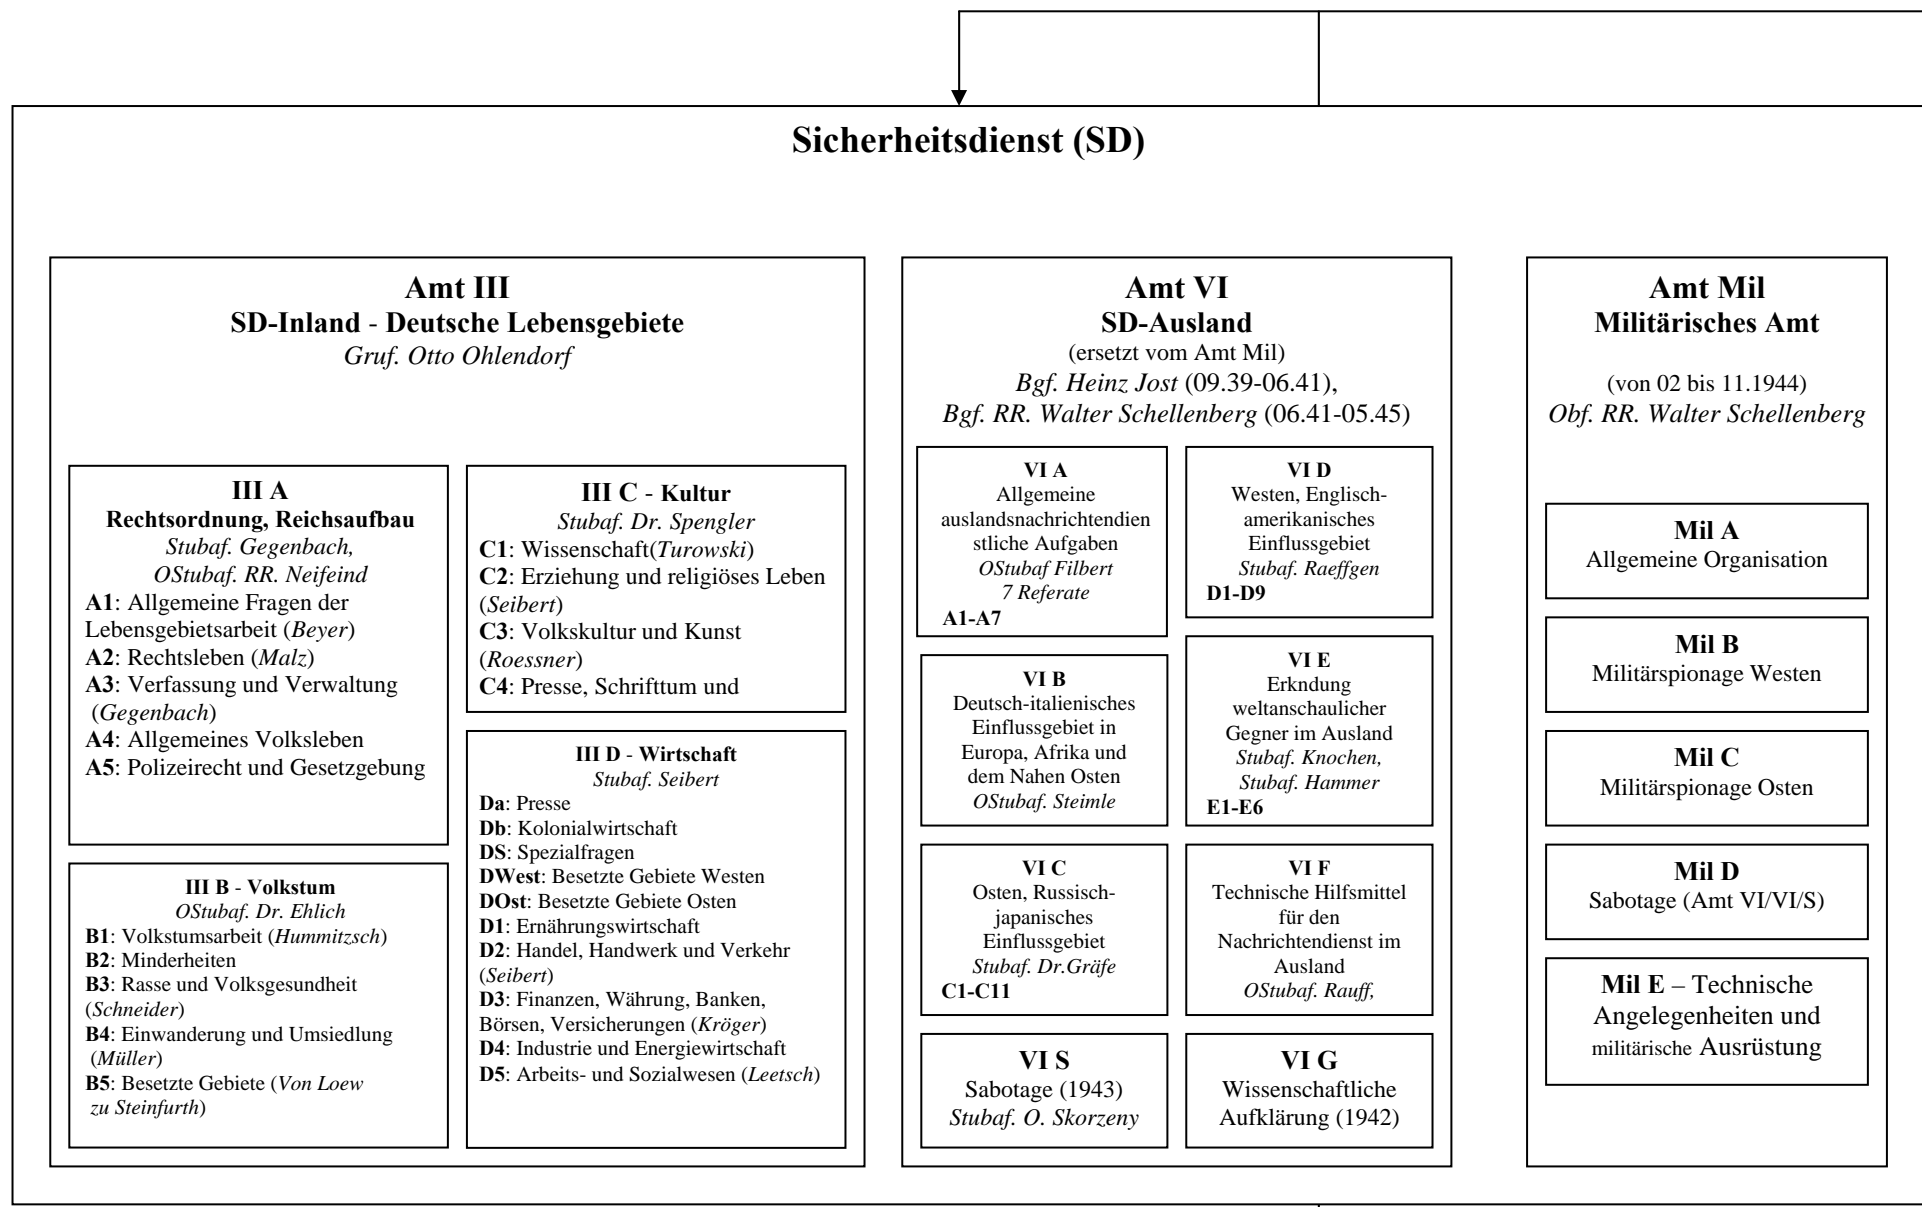 Sicherheitsdienst (SD)
Amt III
SD-Inland - Deutsche Lebensgebiete
Gruf. Otto Ohlendorf
III A
Rechtsordnung, Reichsaufbau
Stubaf. Gegenbach,
OStubaf. RR. Neifeind
A1: Allgemeine Fragen der
Lebensgebietsarbeit (Beyer)
A2: Rechtsleben (Malz)
A3: Verfassung und Verwaltung
(Gegenbach)
A4: Allgemeines Volksleben
A5: Polizeirecht und Gesetzgebung
III B - Volkstum
OStubaf. Dr. Ehlich
B1: Volkstumsarbeit (Hummitzsch)
B2: Minderheiten
B3: Rasse und Volksgesundheit
(Schneider)
B4: Einwanderung und Umsiedlung
(Müller)
B5: Besetzte Gebiete (Von Loew
zu Steinfurth)
III C - Kultur
Stubaf. Dr. Spengler
C1: Wissenschaft(Turowski)
C2: Erziehung und religiöses Leben
(Seibert)
C3: Volkskultur und Kunst
(Roessner)
C4: Presse, Schrifttum und
III D - Wirtschaft
Stubaf. Seibert
Da: Presse
Db: Kolonialwirtschaft
DS: Spezialfragen
DWest: Besetzte Gebiete Westen
DOst: Besetzte Gebiete Osten
D1: Ernährungswirtschaft
D2: Handel, Handwerk und Verkehr
(Seibert)
D3: Finanzen, Währung, Banken,
Börsen, Versicherungen (Kröger)
D4: Industrie und Energiewirtschaft
D5: Arbeits- und Sozialwesen (Leetsch)
Amt VI
SD-Ausland
(ersetzt vom Amt Mil)
Bgf. Heinz Jost (09.39-06.41),
Bgf. RR. Walter Schellenberg (06.41-05.45)
VI A
Allgemeine
auslandsnachrichtendien
stliche Aufgaben
OStubaf Filbert
7 Referate
A1-A7
VI B
Deutsch-italienisches
Einflussgebiet in
Europa, Afrika und
dem Nahen Osten
OStubaf. Steimle
VI C
Osten, Russisch-
japanisches
Einflussgebiet
Stubaf. Dr.Gräfe
C1-C11
VI S
Sabotage (1943)
Stubaf. O. Skorzeny
VI D
Westen, Englisch-
amerikanisches
Einflussgebiet
Stubaf. Raeffgen
D1-D9
VI E
Erkndung
weltanschaulicher
Gegner im Ausland
Stubaf. Knochen,
Stubaf. Hammer
E1-E6
VI F
Technische Hilfsmittel
für den
Nachrichtendienst im
Ausland
OStubaf. Rauff,
VI G
Wissenschaftliche
Aufklärung (1942)
Amt Mil
Militärisches Amt
(von 02 bis 11.1944)
Obf. RR. Walter Schellenberg
Mil A
Allgemeine Organisation
Mil B
Militärspionage Westen
Mil C
Militärspionage Osten
Mil D
Sabotage (Amt VI/VI/S)
Mil E – Technische
Angelegenheiten und
militärische Ausrüstung